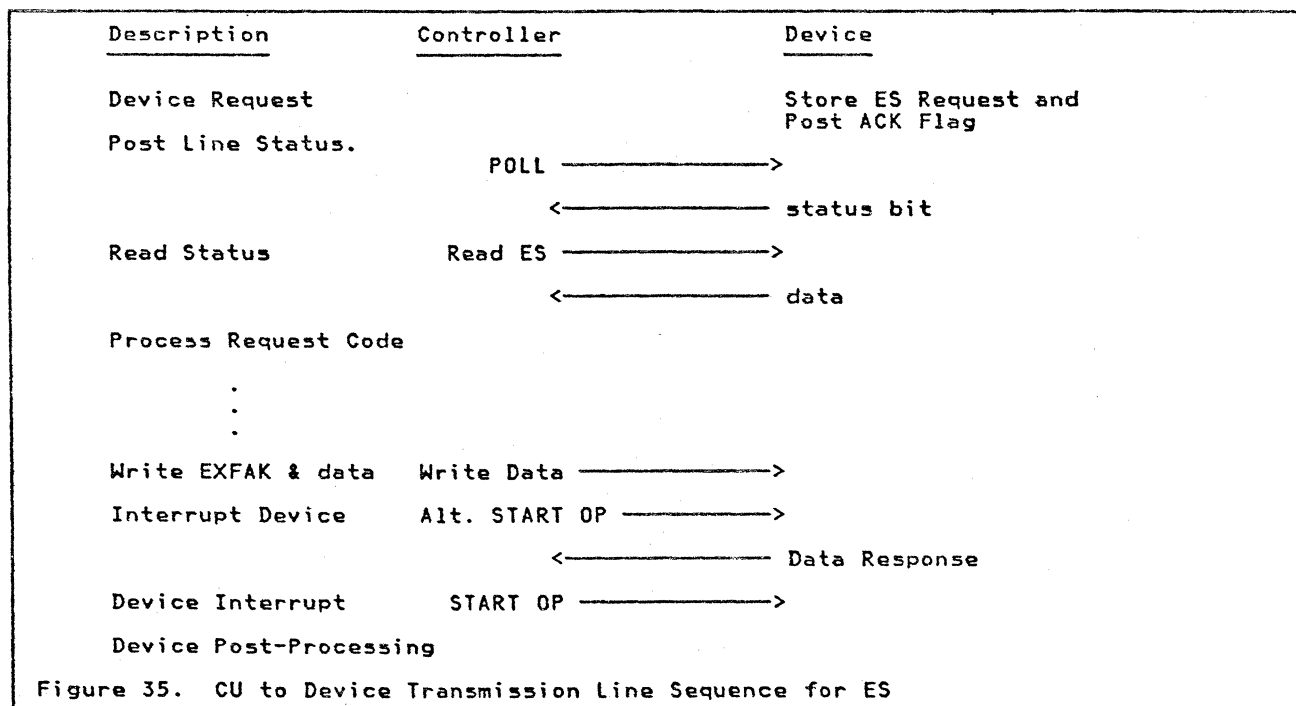 Description Controller Device
Device Request Store ES Request and
Post ACK Flag
Post Line Status.
POLL ————————>
<———————— status bit
Read Status Read ES ————————>
<———————— data
Process Request Code
.
.
.
Write EXFAK & data Write Data ————————>
Interrupt Device Alt. START OP ————————>
<———————— Data Response
Device Interrupt START OP ————————>
Device Post-Processing
Figure 35. CU to Device Transmission Line Sequence for ES